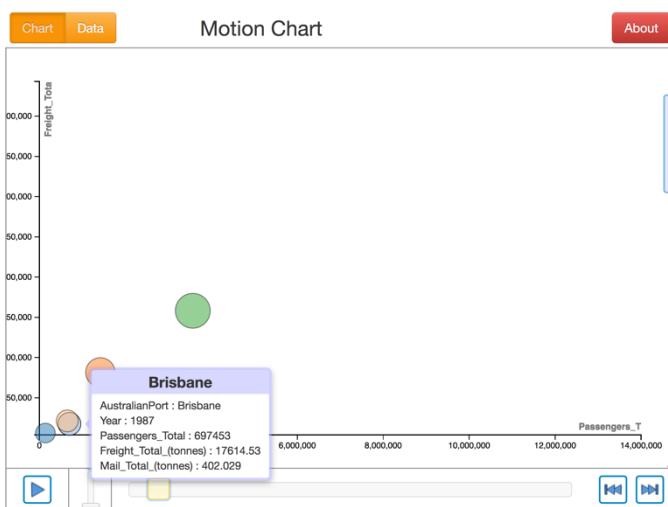 Chart Data Motion Chart About
Freight_Tota
00,000
50,000
00,000
50,000
00,000
50,000
00,000
50,000
Brisbane
AustralianPort : Brisbane
Year : 1987
Passengers_Total : 697453
Freight_Total_(tonnes) : 17614.53
Mail_Total_(tonnes) : 402.029
Passengers_T
0 6,000,000 8,000,000 10,000,000 12,000,000 14,000,000